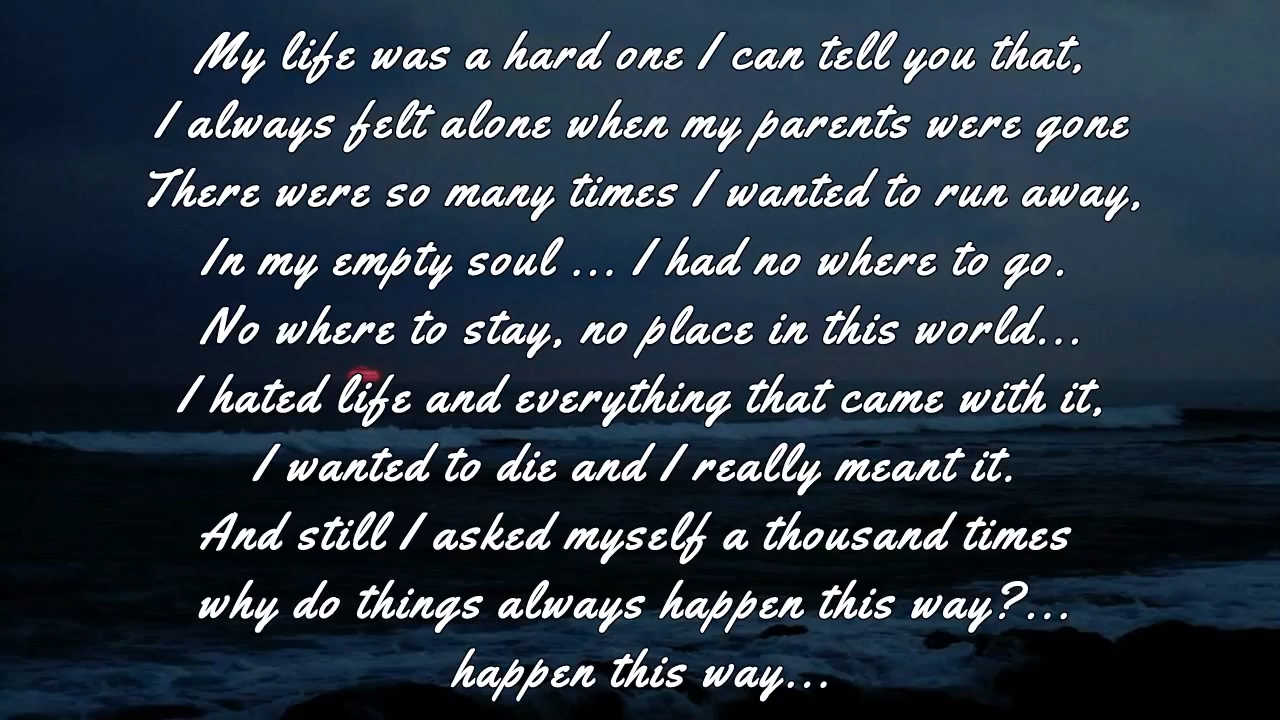 My life was a hard one I can tell you that,
I always felt alone when my parents were gone
There were so many times I wanted to run away,
In my empty soul ... I had no where to go.
No where to stay, no place in this world...
I hated life and everything that came with it,
I wanted to die and I really meant it.
And still I asked myself a thousand times
why do things always happen this way?...
happen this way...